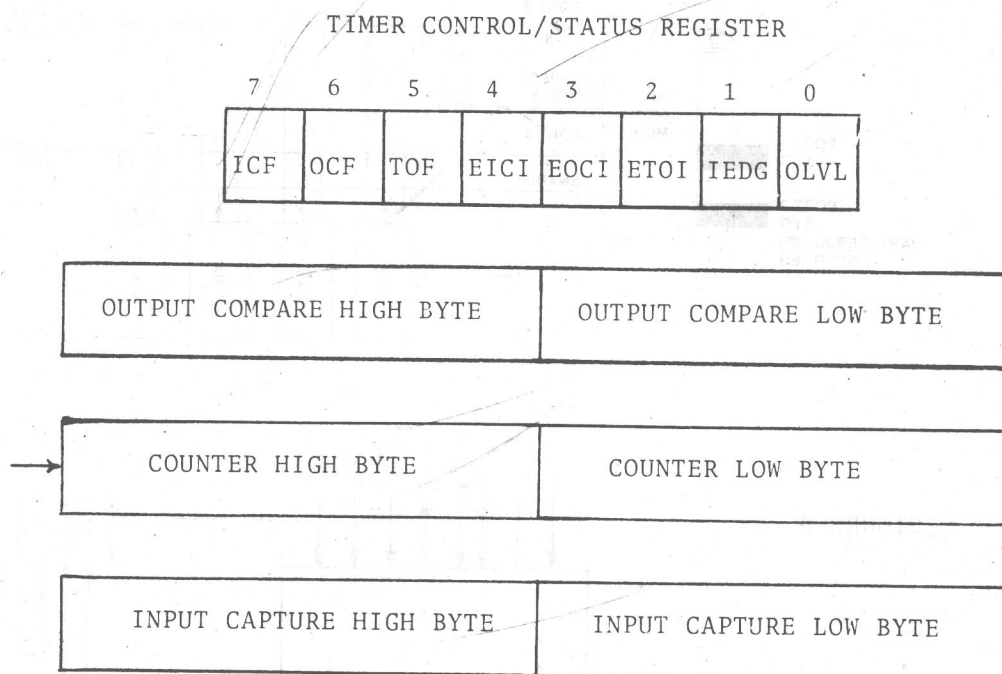 TIMER CONTROL/STATUS REGISTER
7 6 5 4 3 2 1 0
ICF OCF TOF EICI EOCI ETOI IEDG OLVL
OUTPUT COMPARE HIGH BYTE OUTPUT COMPARE LOW BYTE
COUNTER HIGH BYTE COUNTER LOW BYTE
INPUT CAPTURE HIGH BYTE INPUT CAPTURE LOW BYTE